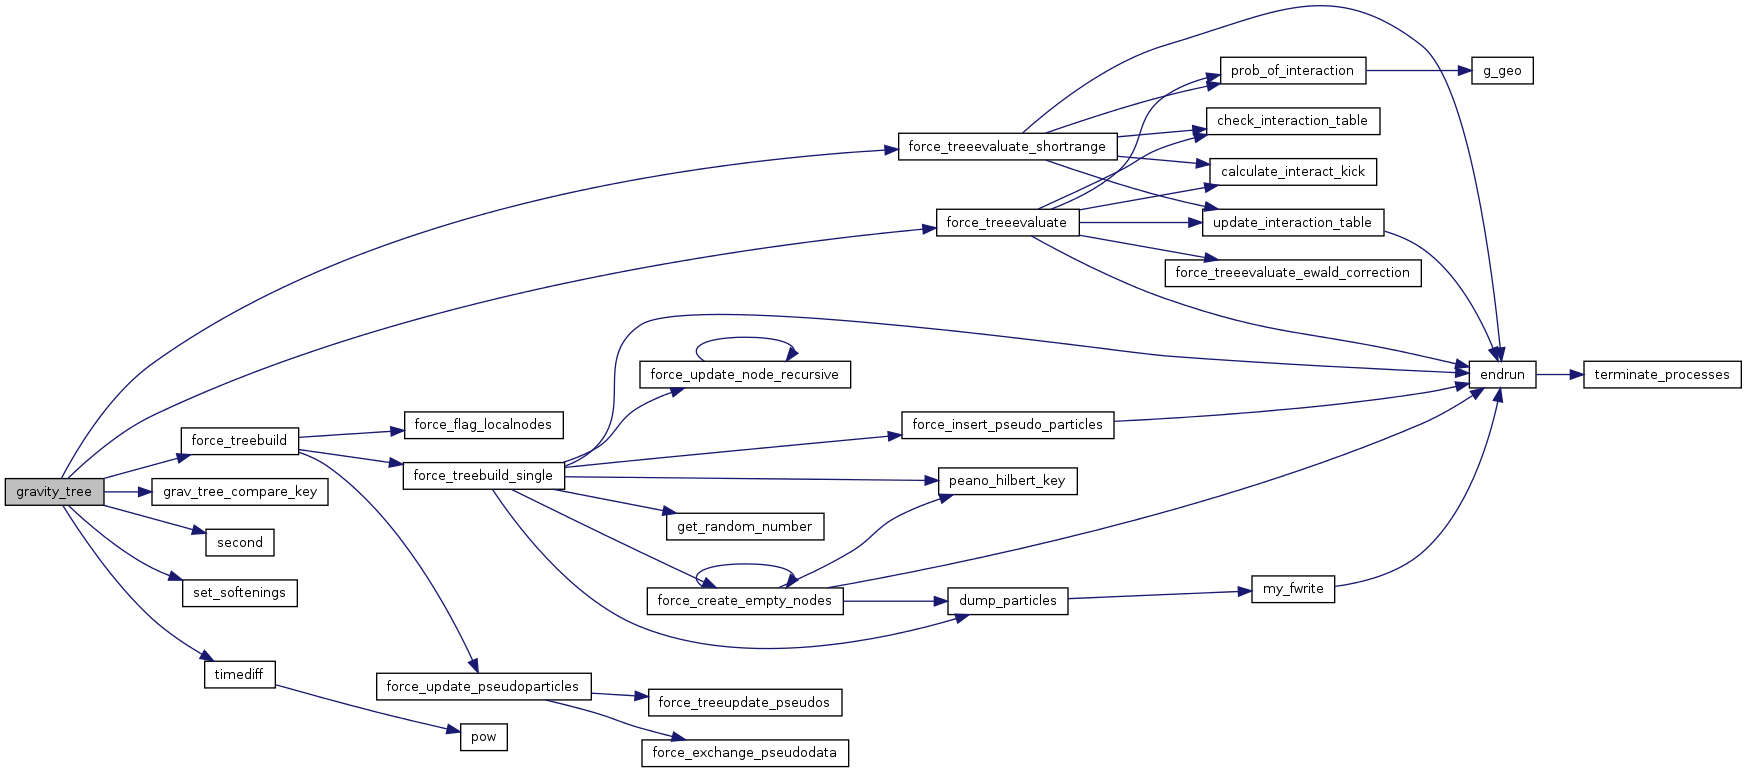 prob_of_interaction
g_geo
check_interaction_table
force_treeevaluate_shortrange
calculate_interact_kick
force_treeevaluate
update_interaction_table
force_treeevaluate_ewald_correction
force_update_node_recursive
endrun
terminate_processes
force_flag_localnodes
force_insert_pseudo_particles
force_treebuild
force_treebuild_single
peano_hilbert_key
gravity_tree
grav_tree_compare_key
get_random_number
second
set_softenings
my_fwrite
force_create_empty_nodes
dump_particles
timediff
force_update_pseudoparticles
force_treeupdate_pseudos
pow
force_exchange_pseudodata